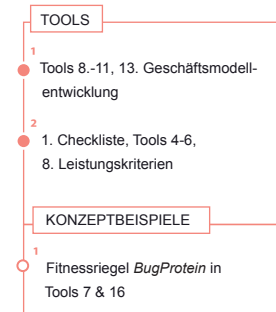 TOOLS
1
Tools 8.-11, 13. Geschäftsmodell-
entwicklung
2
1. Checkliste, Tools 4-6,
8. Leistungskriterien
KONZEPTBEISPIELE
1
Fitnessriegel BugProtein in
Tools 7 & 16